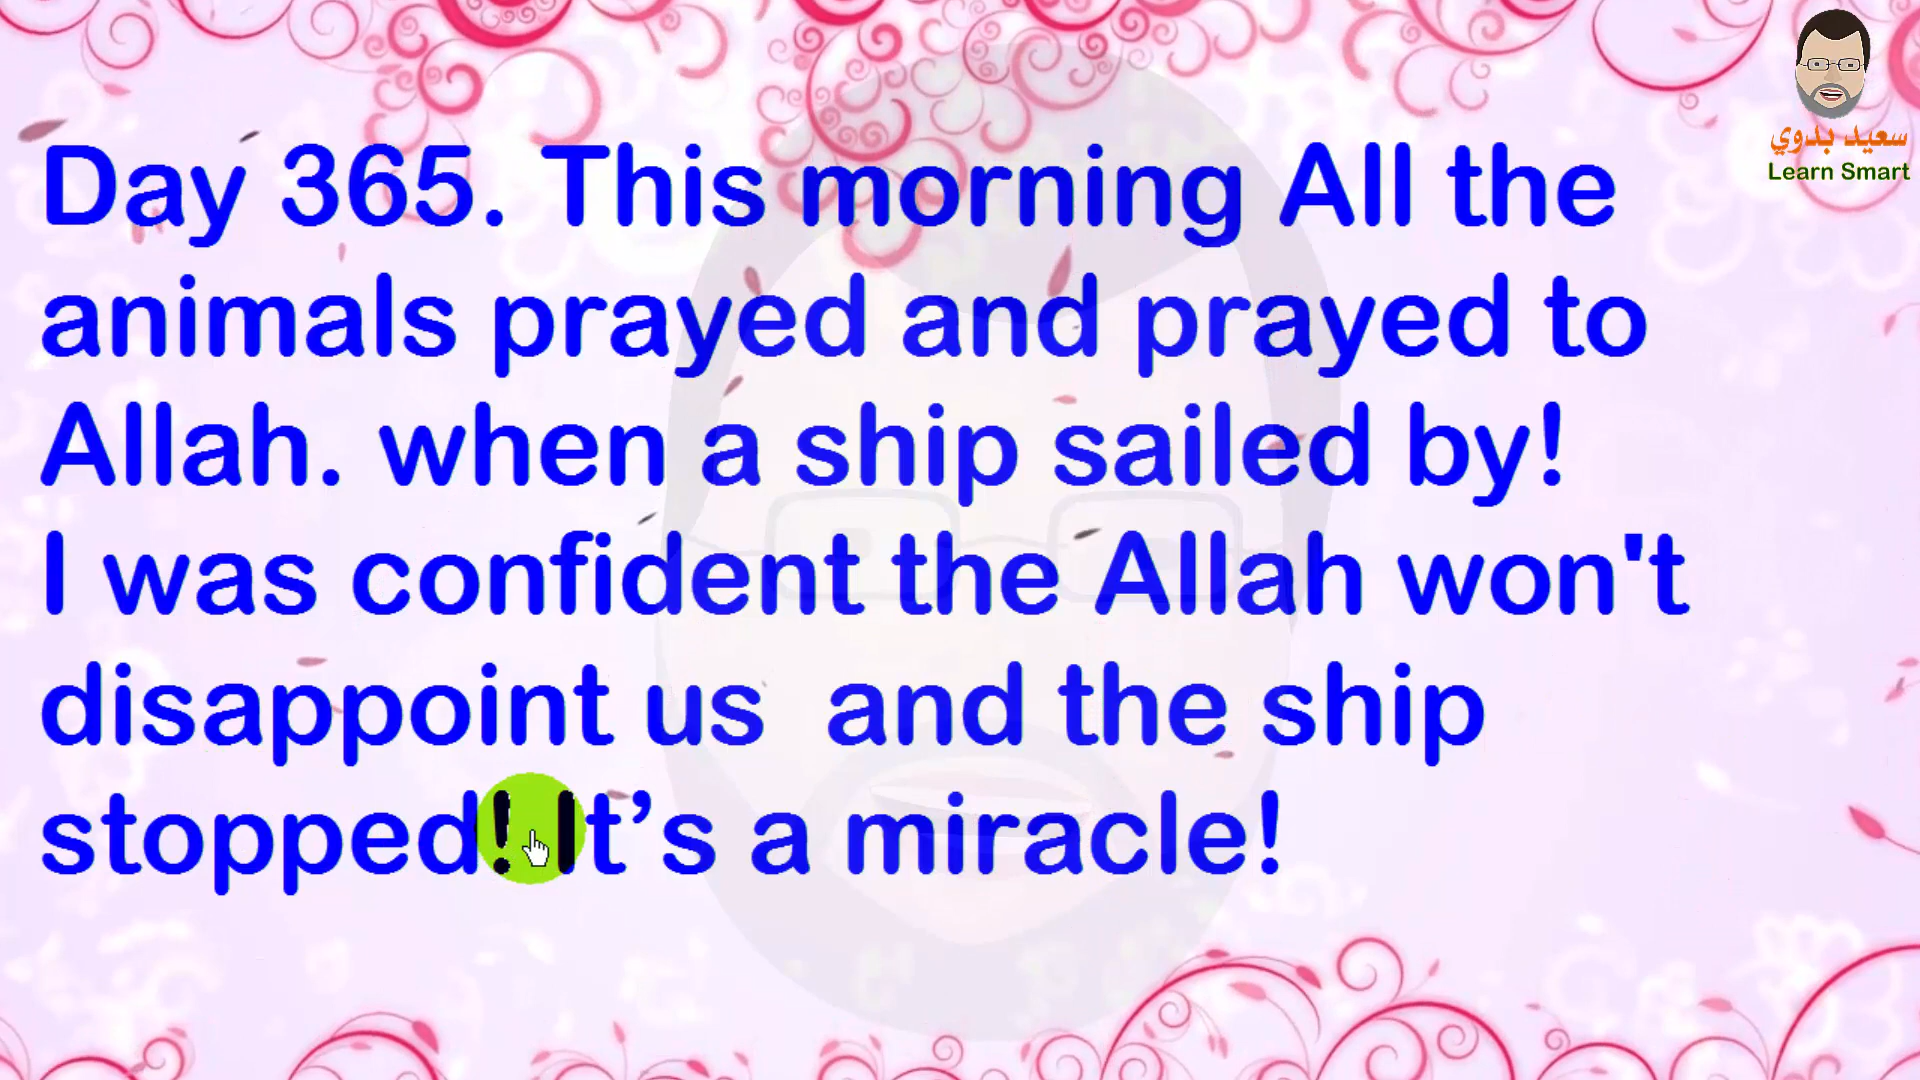 سعيد بدوي
Learn Smart
Day 365. This morning All the
animals prayed and prayed to
Allah. when a ship sailed by!
I was confident the Allah won't
disappoint us  and the ship
stopped! It’s a miracle!